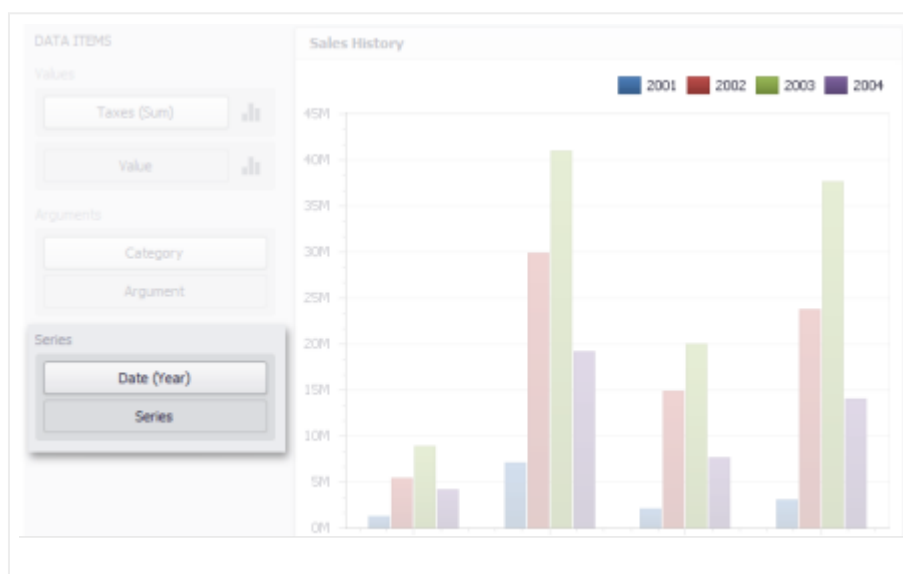 DATA ITEMS
Values
Taxes (Sum)
Value
Arguments
Category
Argument
Series
Date (Year)
Series
Sales History
2001 2002 2003 2004
45M
40M
35M
30M
25M
20M
15M
10M
5M
0M